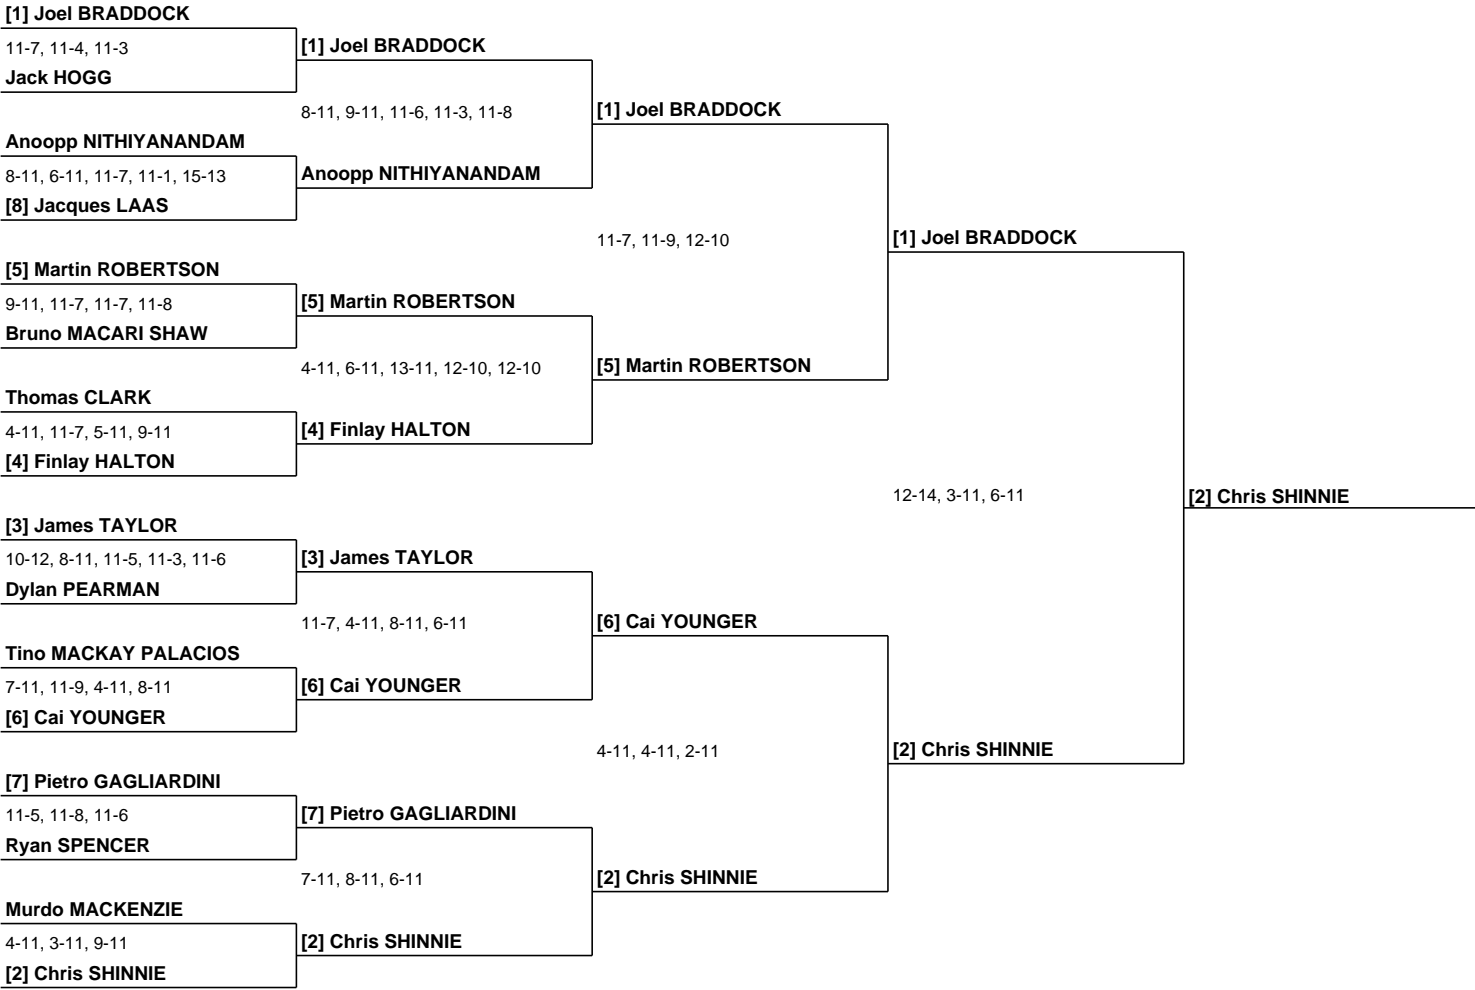 [1] Joel BRADDOCK
11-7, 11-4, 11-3
[1] Joel BRADDOCK
Jack HOGG
8-11, 9-11, 11-6, 11-3, 11-8
[1] Joel BRADDOCK
Anoopp NITHIYANANDAM
8-11, 6-11, 11-7, 11-1, 15-13
Anoopp NITHIYANANDAM
[8] Jacques LAAS
11-7, 11-9, 12-10
[1] Joel BRADDOCK
[5] Martin ROBERTSON
9-11, 11-7, 11-7, 11-8
[5] Martin ROBERTSON
Bruno MACARI SHAW
4-11, 6-11, 13-11, 12-10, 12-10
[5] Martin ROBERTSON
Thomas CLARK
4-11, 11-7, 5-11, 9-11
[4] Finlay HALTON
[4] Finlay HALTON
12-14, 3-11, 6-11
[2] Chris SHINNIE
[3] James TAYLOR
10-12, 8-11, 11-5, 11-3, 11-6
[3] James TAYLOR
Dylan PEARMAN
11-7, 4-11, 8-11, 6-11
[6] Cai YOUNGER
Tino MACKAY PALACIOS
7-11, 11-9, 4-11, 8-11
[6] Cai YOUNGER
[6] Cai YOUNGER
4-11, 4-11, 2-11
[2] Chris SHINNIE
[7] Pietro GAGLIARDINI
11-5, 11-8, 11-6
[7] Pietro GAGLIARDINI
Ryan SPENCER
7-11, 8-11, 6-11
[2] Chris SHINNIE
Murdo MACKENZIE
4-11, 3-11, 9-11
[2] Chris SHINNIE
[2] Chris SHINNIE